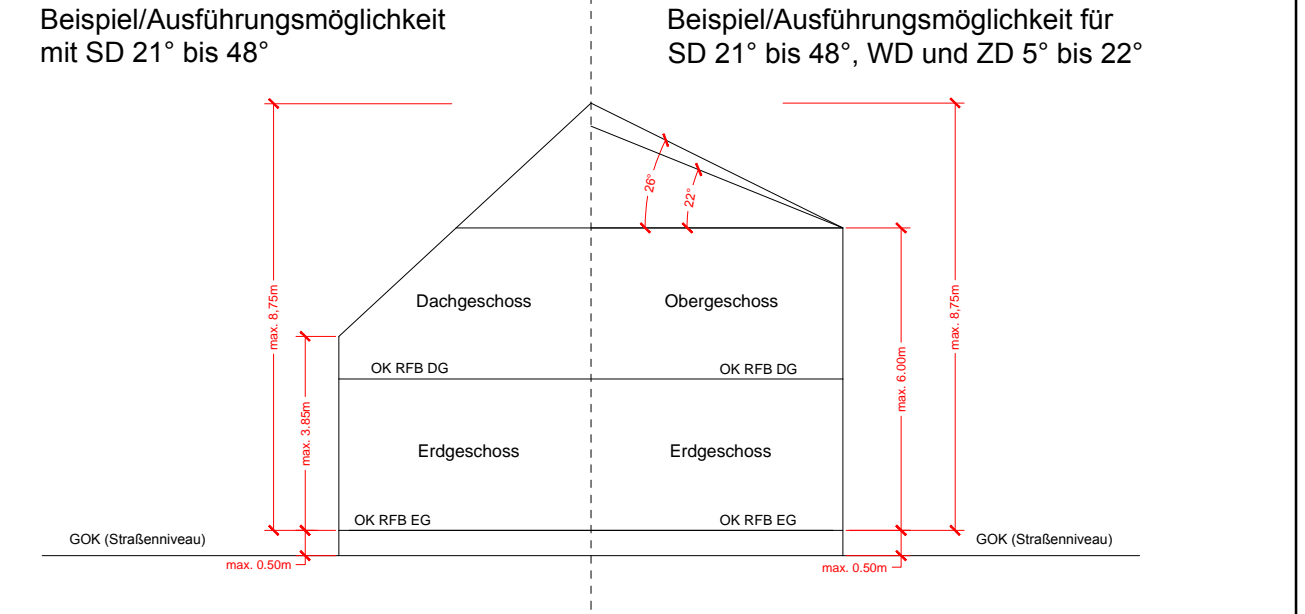 Beispiel/Ausführungsmöglichkeit
mit SD 21° bis 48°
Beispiel/Ausführungsmöglichkeit für
SD 21° bis 48°, WD und ZD 5° bis 22°
26°
22°
max. 8,75m
max. 3.85m
Dachgeschoss
Obergeschoss
max. 6.00m
max. 8,75m
OK RFB DG
OK RFB DG
Erdgeschoss
Erdgeschoss
OK RFB EG
OK RFB EG
GOK (Straßenniveau)
GOK (Straßenniveau)
max. 0.50m
max. 0.50m